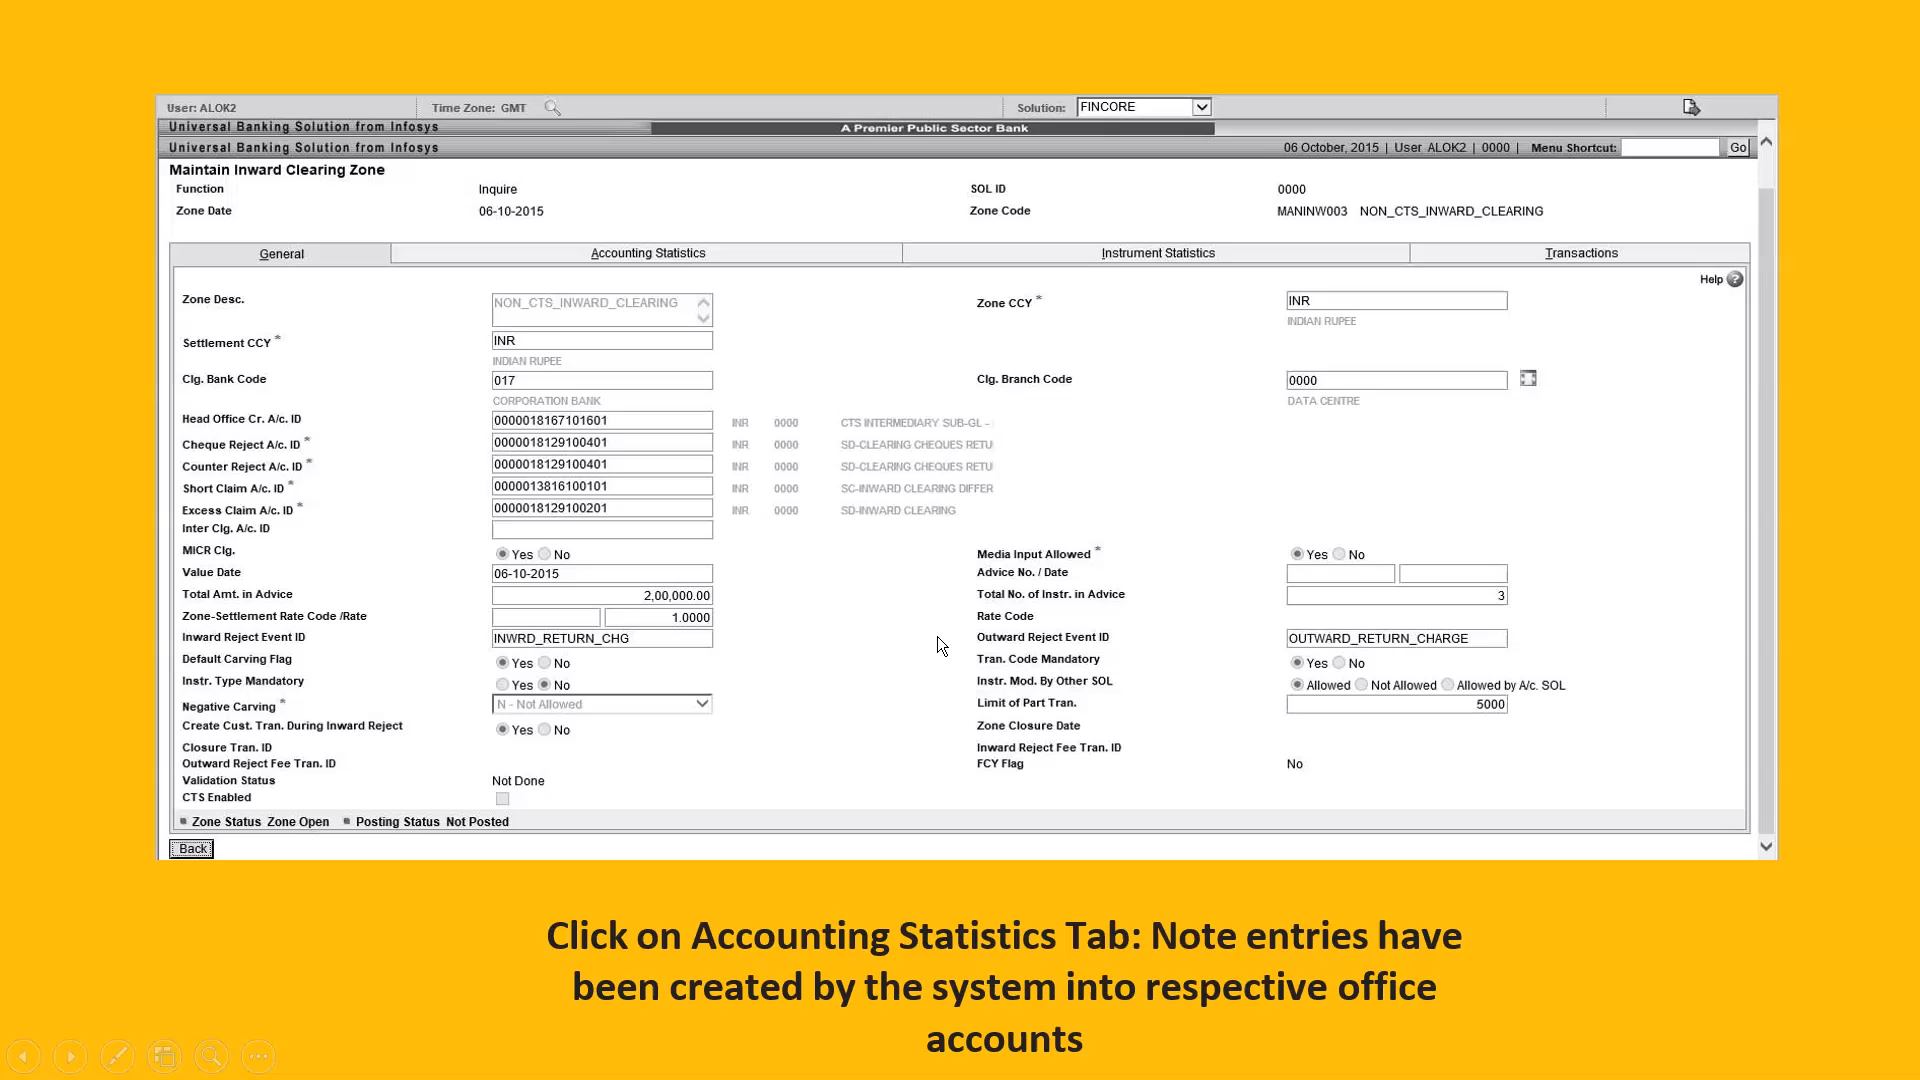 User: ALOK2 Time Zone: GMT Solution: FINCORE
Universal Banking Solution from Infosys A Premier Public Sector Bank
Universal Banking Solution from Infosys 06 October, 2015 | User ALOK2 | 0000 | Menu Shortcut: Go
Maintain Inward Clearing Zone
Function Inquire SOL ID 0000
Zone Date 06-10-2015 Zone Code MANINW003 NON_CTS_INWARD_CLEARING
General Accounting Statistics Instrument Statistics Transactions
Help ?
Zone Desc. NON_CTS_INWARD_CLEARING Zone CCY * INR
INDIAN RUPEE
Settlement CCY * INR
INDIAN RUPEE
Clg. Bank Code 017 Clg. Branch Code 0000
CORPORATION BANK DATA CENTRE
Head Office Cr. A/c. ID 0000018167101601 INR 0000 CTS INTERMEDIARY SUB-GL -
Cheque Reject A/c. ID * 0000018129100401 INR 0000 SD-CLEARING CHEQUES RETU
Counter Reject A/c. ID * 0000018129100401 INR 0000 SD-CLEARING CHEQUES RETU
Short Claim A/c. ID * 0000013816100101 INR 0000 SC-INWARD CLEARING DIFFER
Excess Claim A/c. ID * 0000018129100201 INR 0000 SD-INWARD CLEARING
Inter Clg. A/c. ID
MICR Clg. Yes No Media Input Allowed * Yes No
Value Date 06-10-2015 Advice No. / Date
Total Amt. in Advice 2,00,000.00 Total No. of Instr. in Advice 3
Zone-Settlement Rate Code /Rate 1.0000 Rate Code
Inward Reject Event ID INWRD_RETURN_CHG Outward Reject Event ID OUTWARD_RETURN_CHARGE
Default Carving Flag Yes No Tran. Code Mandatory Yes No
Instr. Type Mandatory Yes No Instr. Mod. By Other SOL Allowed Not Allowed Allowed by A/c. SOL
Negative Carving * N - Not Allowed Limit of Part Tran. 5000
Create Cust. Tran. During Inward Reject Yes No Zone Closure Date
Closure Tran. ID Inward Reject Fee Tran. ID
Outward Reject Fee Tran. ID FCY Flag No
Validation Status Not Done
CTS Enabled
Zone Status Zone Open Posting Status Not Posted
Back
Click on Accounting Statistics Tab: Note entries have
been created by the system into respective office
accounts